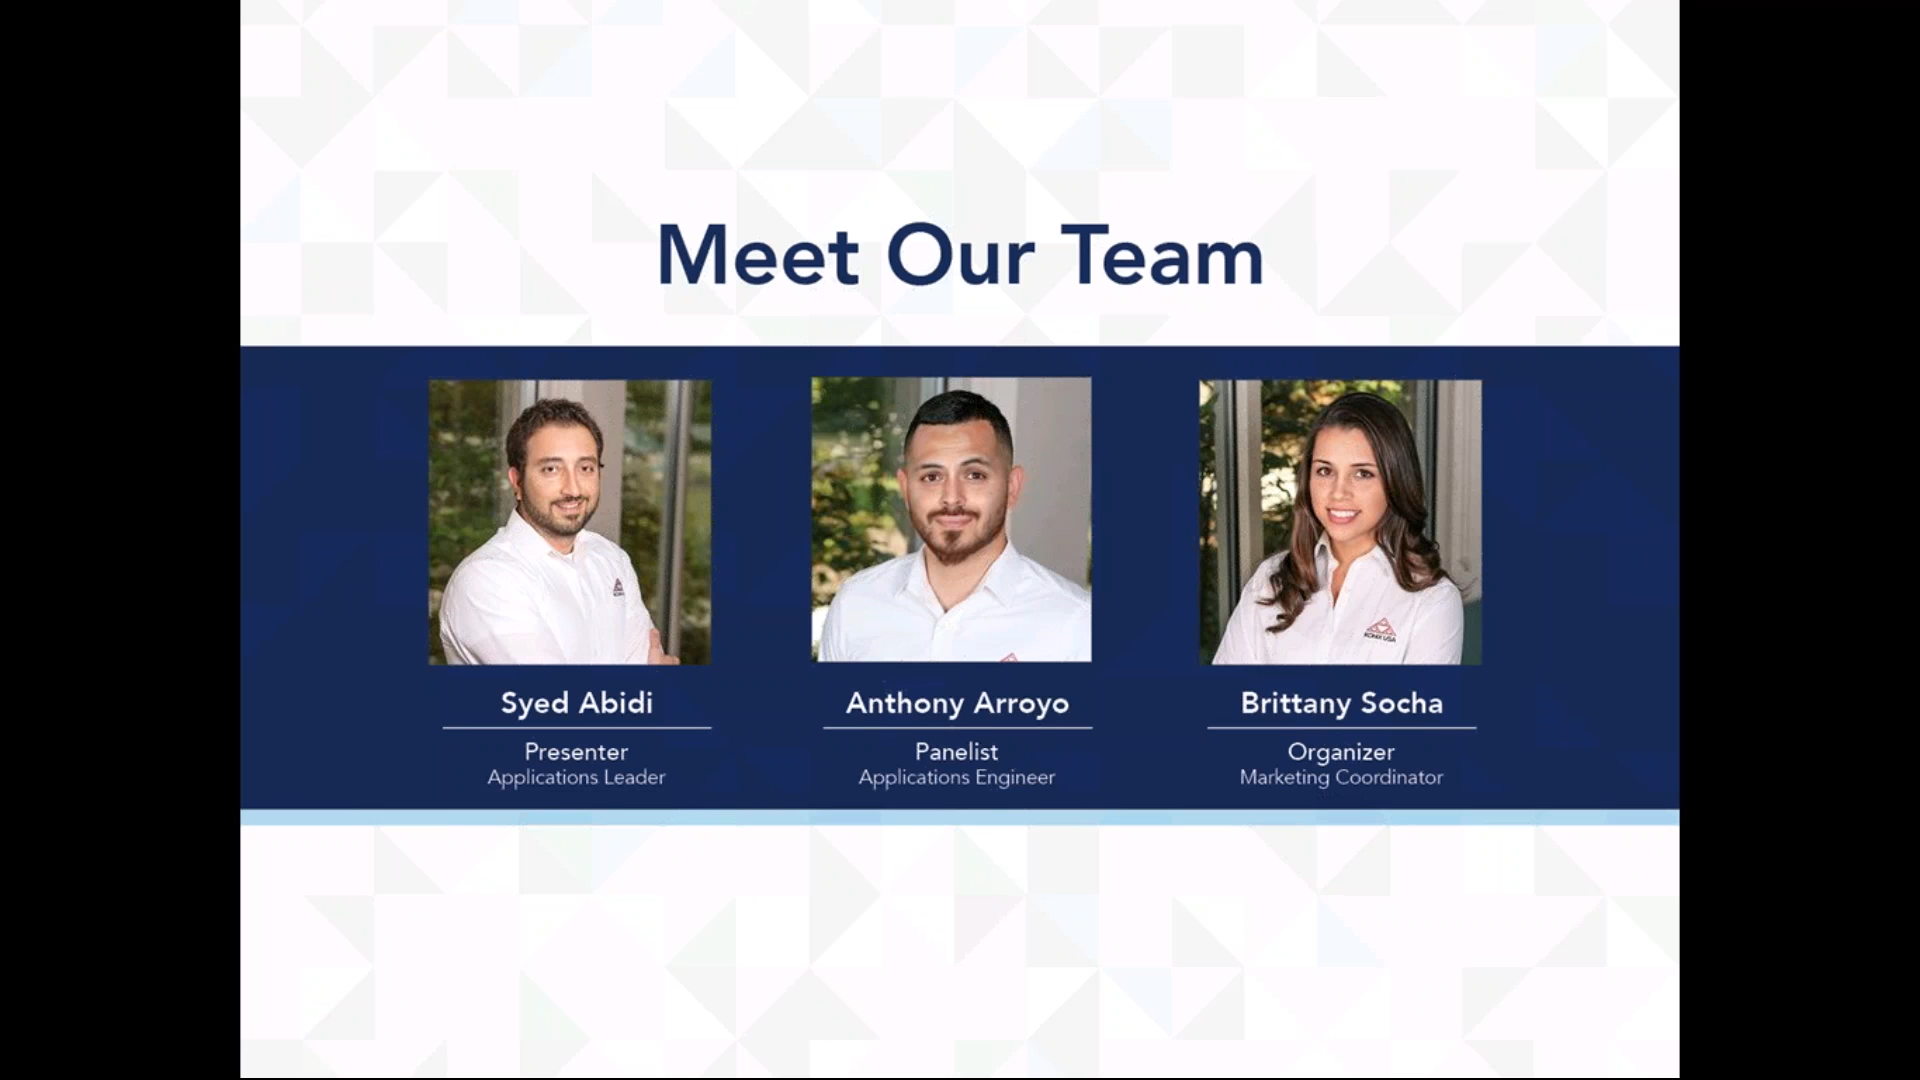 Meet Our Team
Syed Abidi
Anthony Arroyo
Brittany Socha
Presenter
Panelist
Organizer
Applications Leader
Applications Engineer
Marketing Coordinator